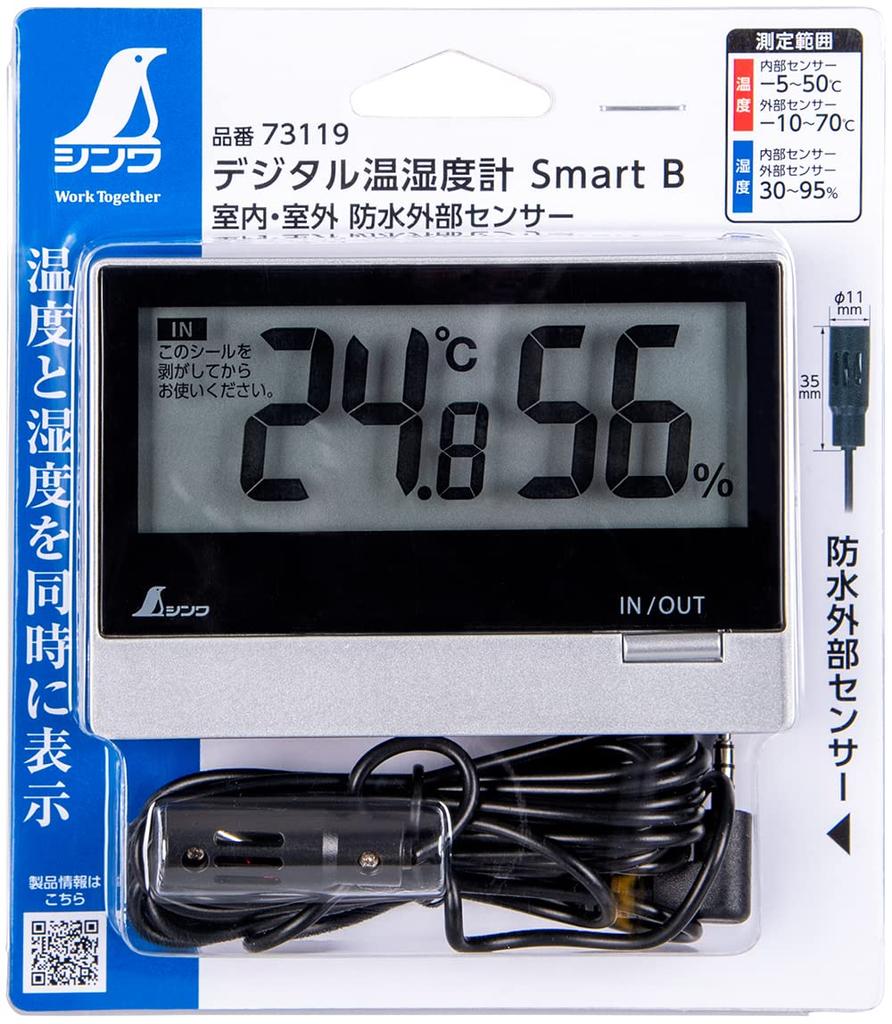 シンワ
Work Together
品番 73119
デジタル温湿度計 Smart B
室内・室外 防水外部センサー
測定範囲
温度
内部センサー
−5〜50℃
外部センサー
−10〜70℃
湿度
内部センサー
外部センサー
30〜95%
温度と湿度を同時に表示
IN
このシールを
剥がしてから
お使いください。
24.8℃ 56%
シンワ
IN/OUT
φ11
mm
35
mm
防水外部センサー
製品情報は
こちら